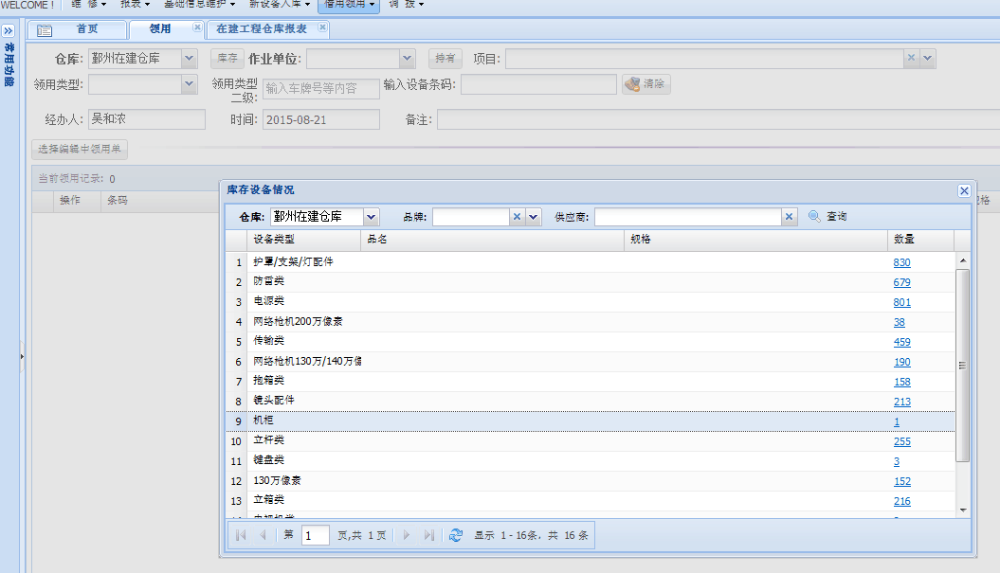 WELCOME! 维 修 报表 基础信息维护 新设备入库 借用领用 调 拨
首页 领用 在建工程仓库报表
常用功能
仓库: 鄞州在建仓库 库存 作业单位: 持有 项目:
领用类型: 领用类型二级: 输入车牌号等内容 输入设备条码: 清除
经办人: 吴和浓 时间: 2015-08-21 备注:
选择编辑中领用单
当前领用记录: 0
操作 条码 规格
库存设备情况
仓库: 鄞州在建仓库 品牌: 供应商: 查询
设备类型 品名 规格 数量
1 护罩/支架/灯配件 830
2 防雷类 679
3 电源类 801
4 网络枪机200万像素 38
5 传输类 459
6 网络枪机130万/140万像 190
7 抱箱类 158
8 镜头配件 213
9 机柜 1
10 立杆类 255
11 键盘类 3
12 130万像素 152
13 立箱类 216
第 1 页,共 1 页 显示 1 - 16条, 共 16 条